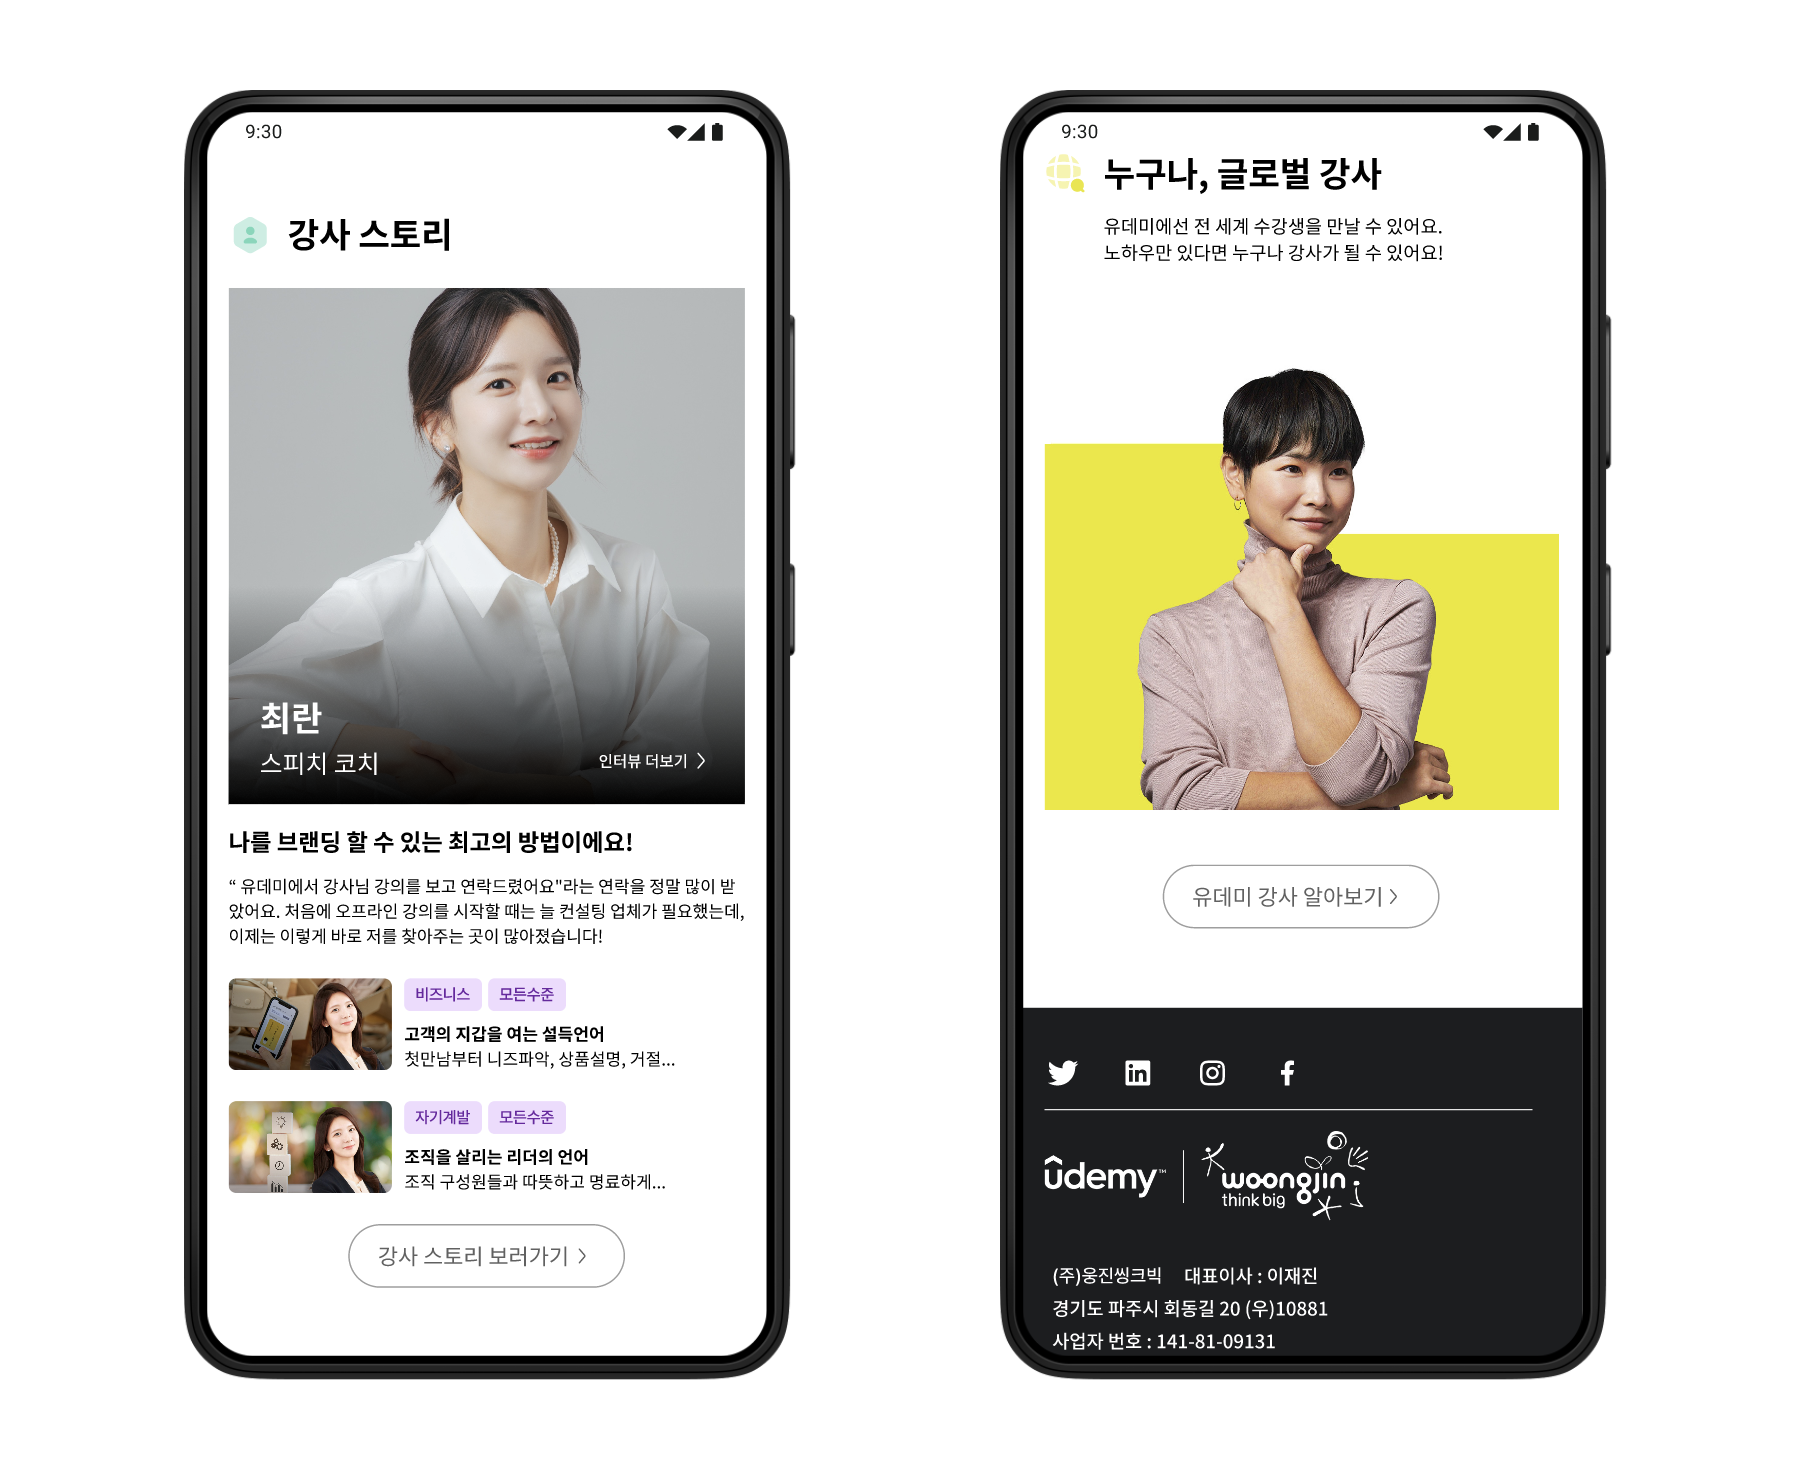 9:30
강사 스토리
최란
스피치 코치
인터뷰 더보기
나를 브랜딩 할 수 있는 최고의 방법이에요!
“ 유데미에서 강사님 강의를 보고 연락드렸어요"라는 연락을 정말 많이 받
았어요. 처음에 오프라인 강의를 시작할 때는 늘 컨설팅 업체가 필요했는데,
이제는 이렇게 바로 저를 찾아주는 곳이 많아졌습니다!
비즈니스 모든수준
고객의 지갑을 여는 설득언어
첫만남부터 니즈파악, 상품설명, 거절...
자기계발 모든수준
조직을 살리는 리더의 언어
조직 구성원들과 따뜻하고 명료하게...
강사 스토리 보러가기
9:30
누구나, 글로벌 강사
유데미에선 전 세계 수강생을 만날 수 있어요.
노하우만 있다면 누구나 강사가 될 수 있어요!
유데미 강사 알아보기
udemy™
woongjin
think big
(주)웅진씽크빅 대표이사 : 이재진
경기도 파주시 회동길 20 (우)10881
사업자 번호 : 141-81-09131